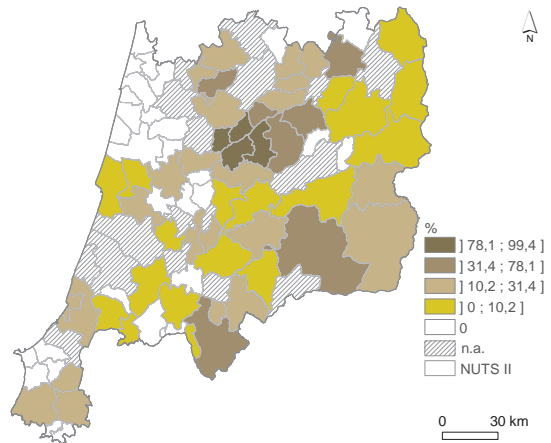 N
%
] 78,1 ; 99,4 ]
] 31,4 ; 78,1 ]
] 10,2 ; 31,4 ]
] 0 ; 10,2 ]
0
n.a.
NUTS II
0 30 km